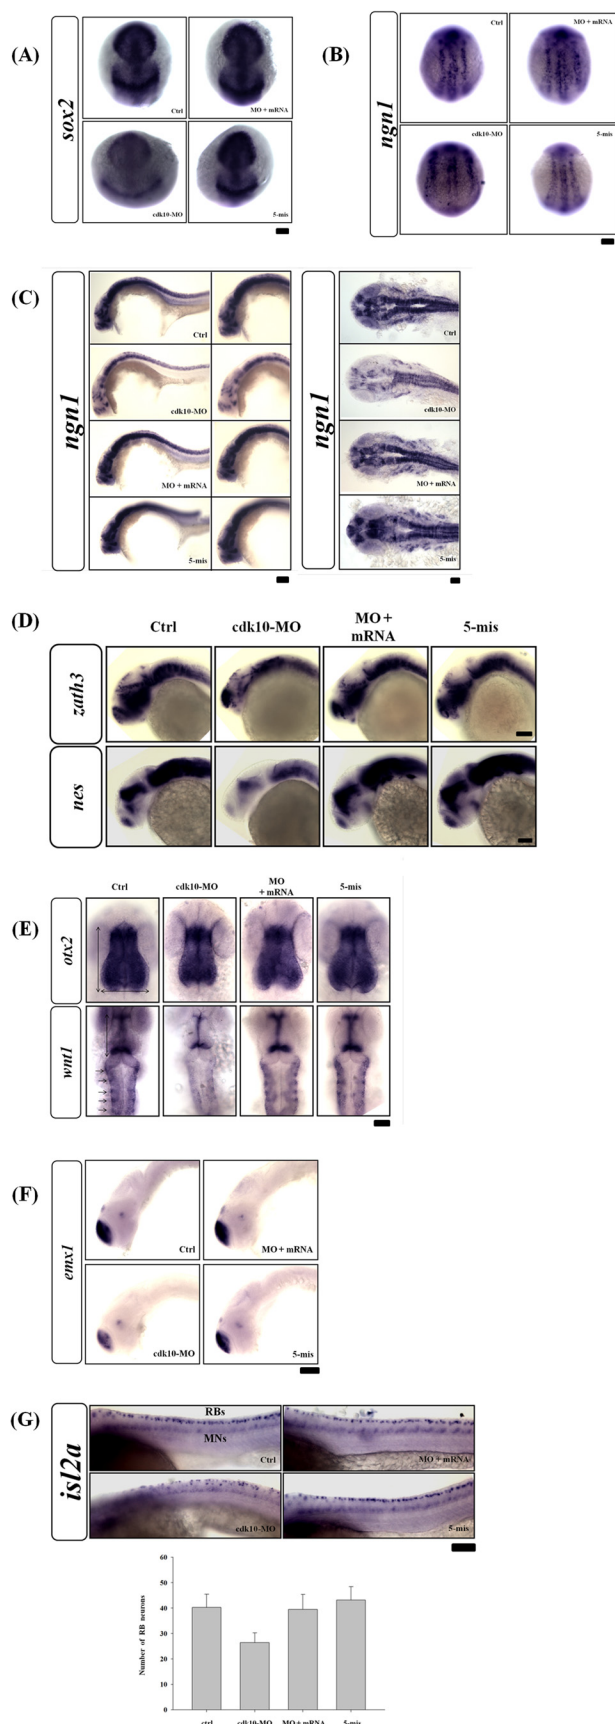 (A)
sox2
Ctrl
MO + mRNA
cdk10-MO
5-mis
(B)
ngn1
Ctrl
MO + mRNA
cdk10-MO
5-mis
(C)
ngn1
Ctrl
cdk10-MO
MO + mRNA
5-mis
ngn1
Ctrl
cdk10-MO
MO + mRNA
5-mis
(D)
Ctrl
cdk10-MO
MO +
mRNA
5-mis
zath3
nes
(E)
Ctrl
cdk10-MO
MO
+ mRNA
5-mis
otx2
wnt1
(F)
emx1
Ctrl
MO + mRNA
cdk10-MO
5-mis
(G)
isl2a
RBs
MNs
Ctrl
MO + mRNA
cdk10-MO
5-mis
Number of RB neurons
60
50
40
30
20
10
0
ctrl
cdk10-MO
MO + mRNA
5-mis